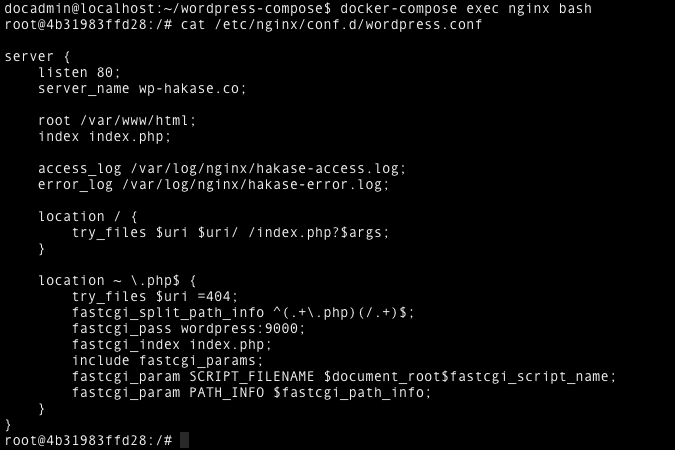 docadmin@localhost:~/wordpress-compose$ docker-compose exec nginx bash
root@4b31983ffd28:/# cat /etc/nginx/conf.d/wordpress.conf

server {
    listen 80;
    server_name wp-hakase.co;

    root /var/www/html;
    index index.php;

    access_log /var/log/nginx/hakase-access.log;
    error_log /var/log/nginx/hakase-error.log;

    location / {
        try_files $uri $uri/ /index.php?$args;
    }

    location ~ \.php$ {
        try_files $uri =404;
        fastcgi_split_path_info ^(.+\.php)(/.+)$;
        fastcgi_pass wordpress:9000;
        fastcgi_index index.php;
        include fastcgi_params;
        fastcgi_param SCRIPT_FILENAME $document_root$fastcgi_script_name;
        fastcgi_param PATH_INFO $fastcgi_path_info;
    }
}
root@4b31983ffd28:/#